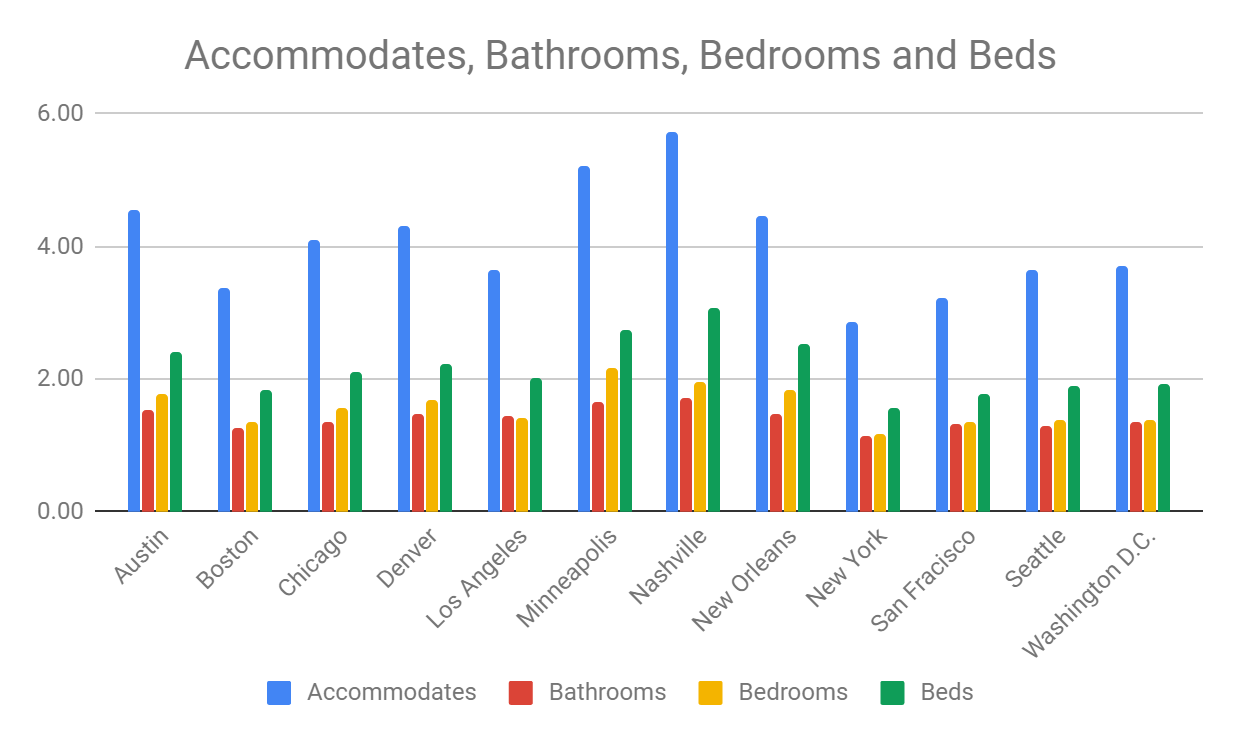 Accommodates, Bathrooms, Bedrooms and Beds
6.00
4.00
2.00
0.00
Austin
Boston
Chicago
Denver
Los Angeles
Minneapolis
Nashville
New Orleans
New York
San Fracisco
Seattle
Washington D.C.
Accommodates Bathrooms Bedrooms Beds